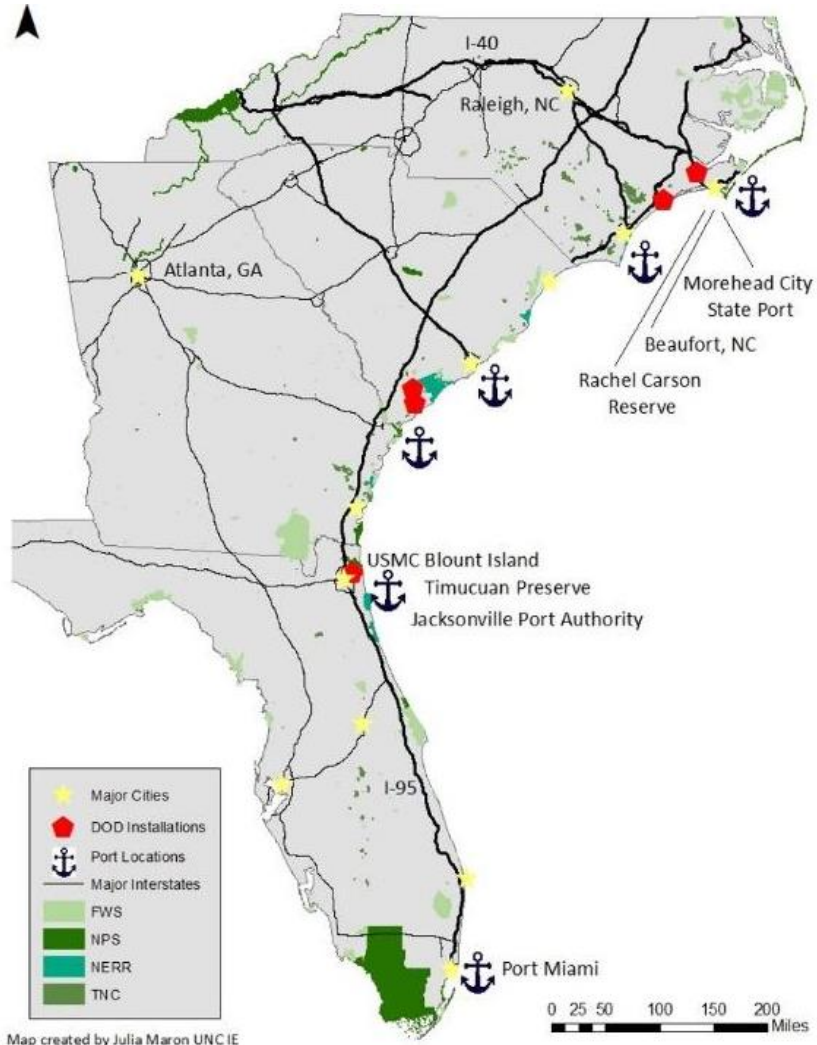 I-40
Raleigh, NC
Atlanta, GA
Morehead City
State Port
Beaufort, NC
Rachel Carson
Reserve
USMC Blount Island
Timucuan Preserve
Jacksonville Port Authority
I-95
Major Cities
DOD Installations
Port Locations
Major Interstates
FWS
NPS
NERR
TNC
Port Miami
0 25 50 100 150 200
Miles
Map created by Julia Maron UNC IE